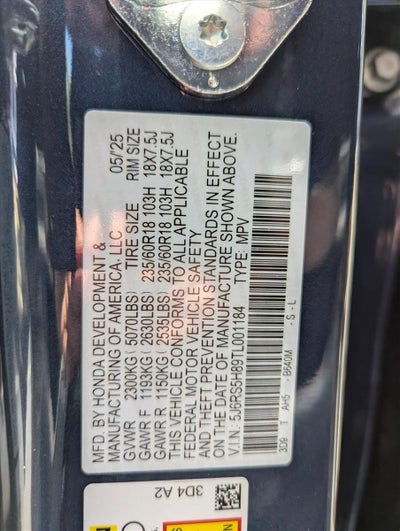 MFD. BY HONDA DEVELOPMENT &
MANUFACTURING OF AMERICA, LLC 05/'25
GVWR 2300KG (5070LBS) TIRE SIZE RIM SIZE
GAWR F 1193KG (2630LBS) 235/60R18 103H 18X7.5J
GAWR R 1150KG (2535LBS) 235/60R18 103H 18X7.5J
THIS VEHICLE CONFORMS TO ALL APPLICABLE
FEDERAL MOTOR VEHICLE SAFETY
AND THEFT PREVENTION STANDARDS IN EFFECT
ON THE DATE OF MANUFACTURE SHOWN ABOVE.
V.I.N: 5J6RS5H89TL001184 TYPE: MPV
3D9 T AH5 - B640M - S - L
3D4 A2